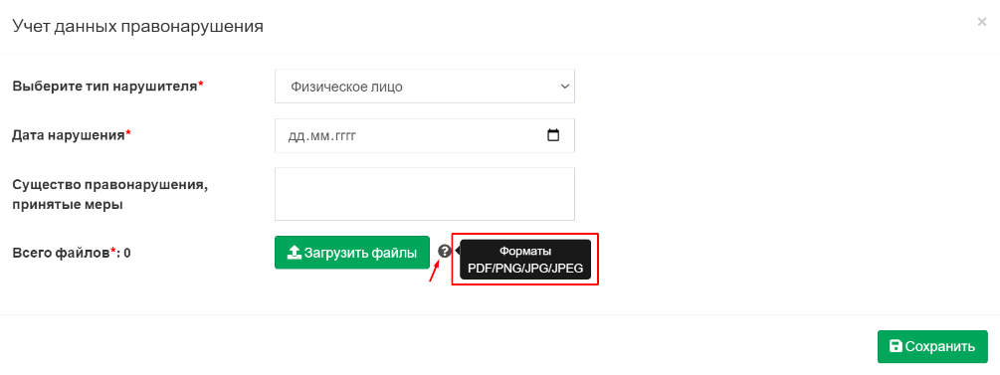 Учет данных правонарушения
×
Выберите тип нарушителя*
Физическое лицо
Дата нарушения*
дд.мм.гггг
Существо правонарушения,
принятые меры
Всего файлов*: 0
Загрузить файлы
?
Форматы
PDF/PNG/JPG/JPEG
Сохранить